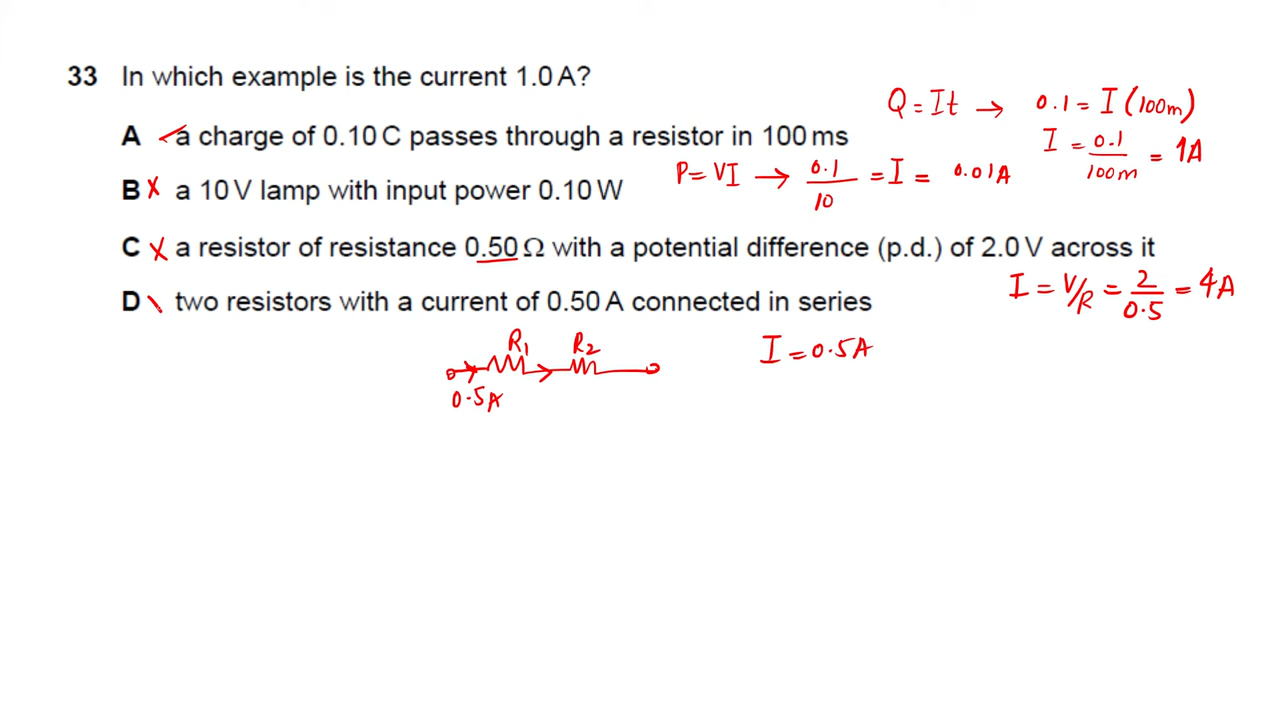 33 In which example is the current 1.0 A?
Q = It → 0.1 = I (100m)
A a charge of 0.10 C passes through a resistor in 100 ms
I = 0.1/100m = 1A
B X a 10 V lamp with input power 0.10 W
P = VI → 0.1/10 = I = 0.01A
C X a resistor of resistance 0.50 Ω with a potential difference (p.d.) of 2.0 V across it
I = V/R = 2/0.5 = 4A
D \ two resistors with a current of 0.50 A connected in series
R1 R2
I = 0.5A
0.5A